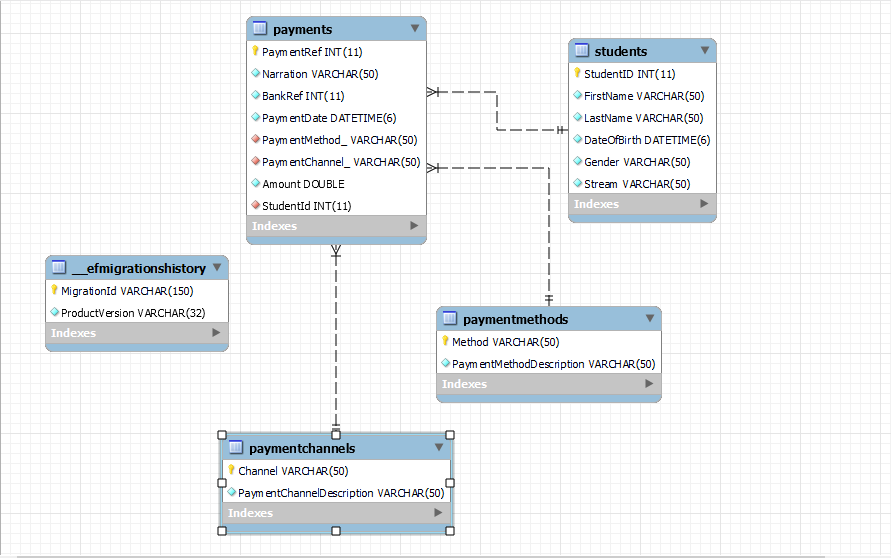 payments
PaymentRef INT(11)
Narration VARCHAR(50)
BankRef INT(11)
PaymentDate DATETIME(6)
PaymentMethod_ VARCHAR(50)
PaymentChannel_ VARCHAR(50)
Amount DOUBLE
StudentId INT(11)
Indexes
students
StudentID INT(11)
FirstName VARCHAR(50)
LastName VARCHAR(50)
DateOfBirth DATETIME(6)
Gender VARCHAR(50)
Stream VARCHAR(50)
Indexes
__efmigrationshistory
MigrationId VARCHAR(150)
ProductVersion VARCHAR(32)
Indexes
paymentmethods
Method VARCHAR(50)
PaymentMethodDescription VARCHAR(50)
Indexes
paymentchannels
Channel VARCHAR(50)
PaymentChannelDescription VARCHAR(50)
Indexes